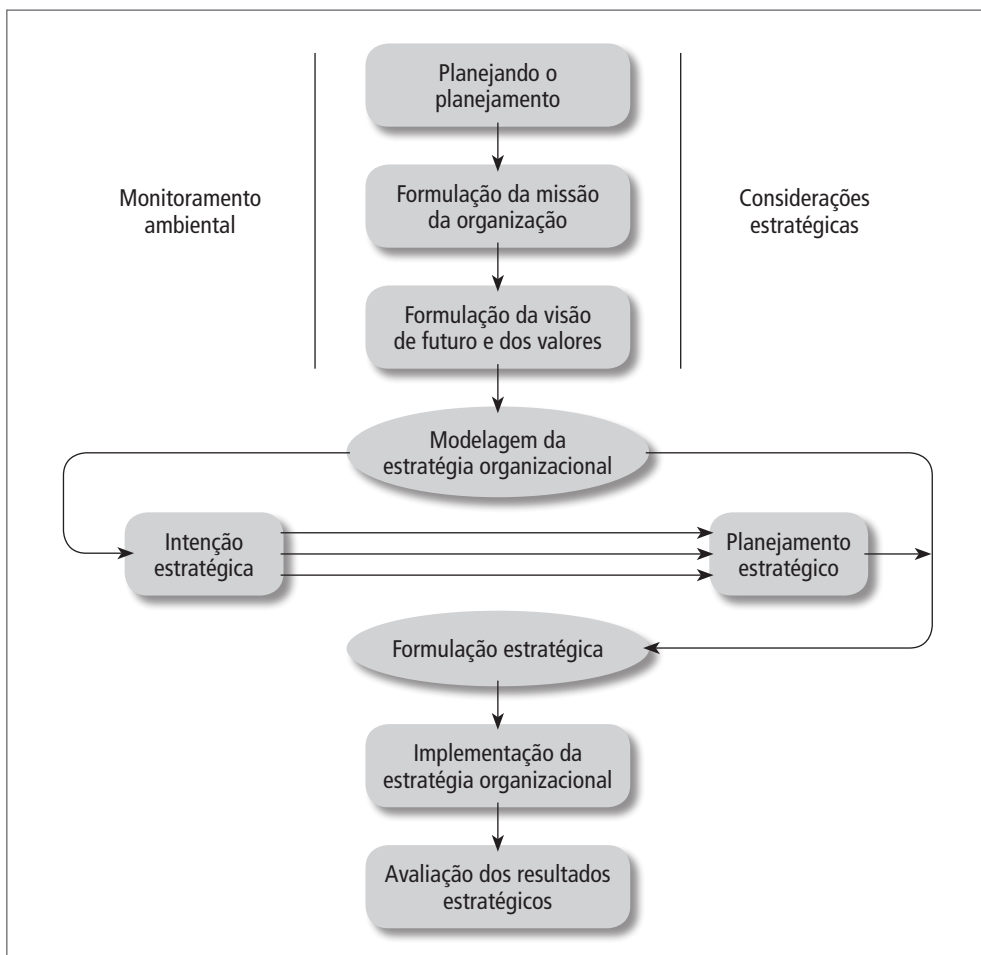 Planejando o
planejamento
Monitoramento
ambiental
Formulação da missão
da organização
Considerações
estratégicas
Formulação da visão
de futuro e dos valores
Modelagem da
estratégia organizacional
Intenção
estratégica
Planejamento
estratégico
Formulação estratégica
Implementação da
estratégia organizacional
Avaliação dos resultados
estratégicos